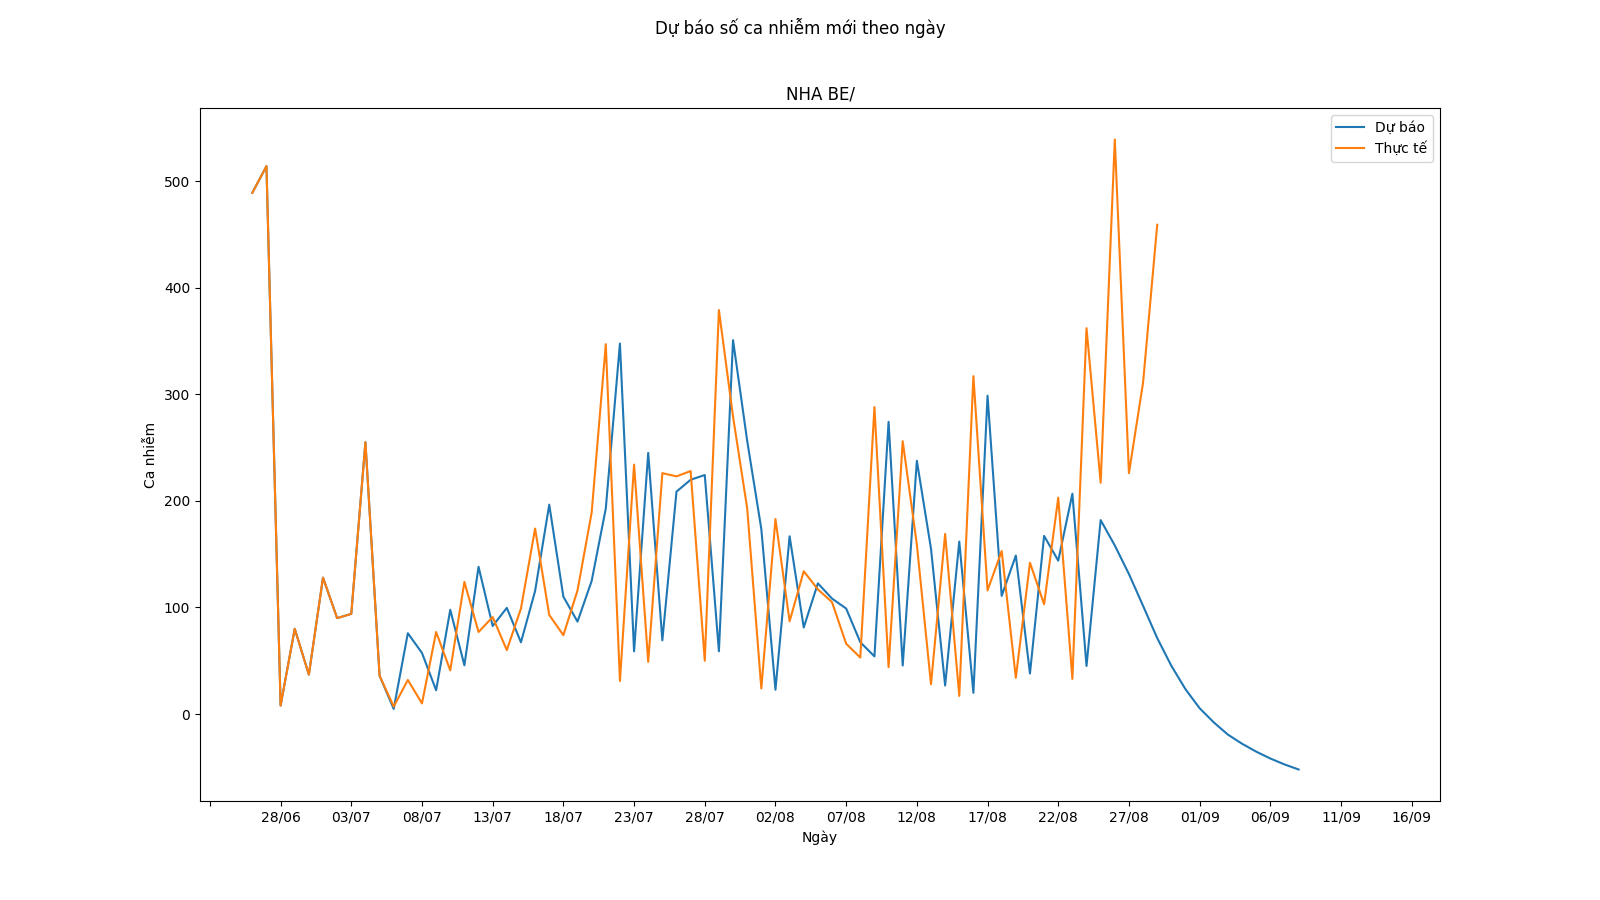 Dự báo số ca nhiễm mới theo ngày
NHA BE/
Dự báo
Thực tế
500
400
300
200
100
0
Ca nhiễm
28/06 03/07 08/07 13/07 18/07 23/07 28/07 02/08 07/08 12/08 17/08 22/08 27/08 01/09 06/09 11/09 16/09
Ngày